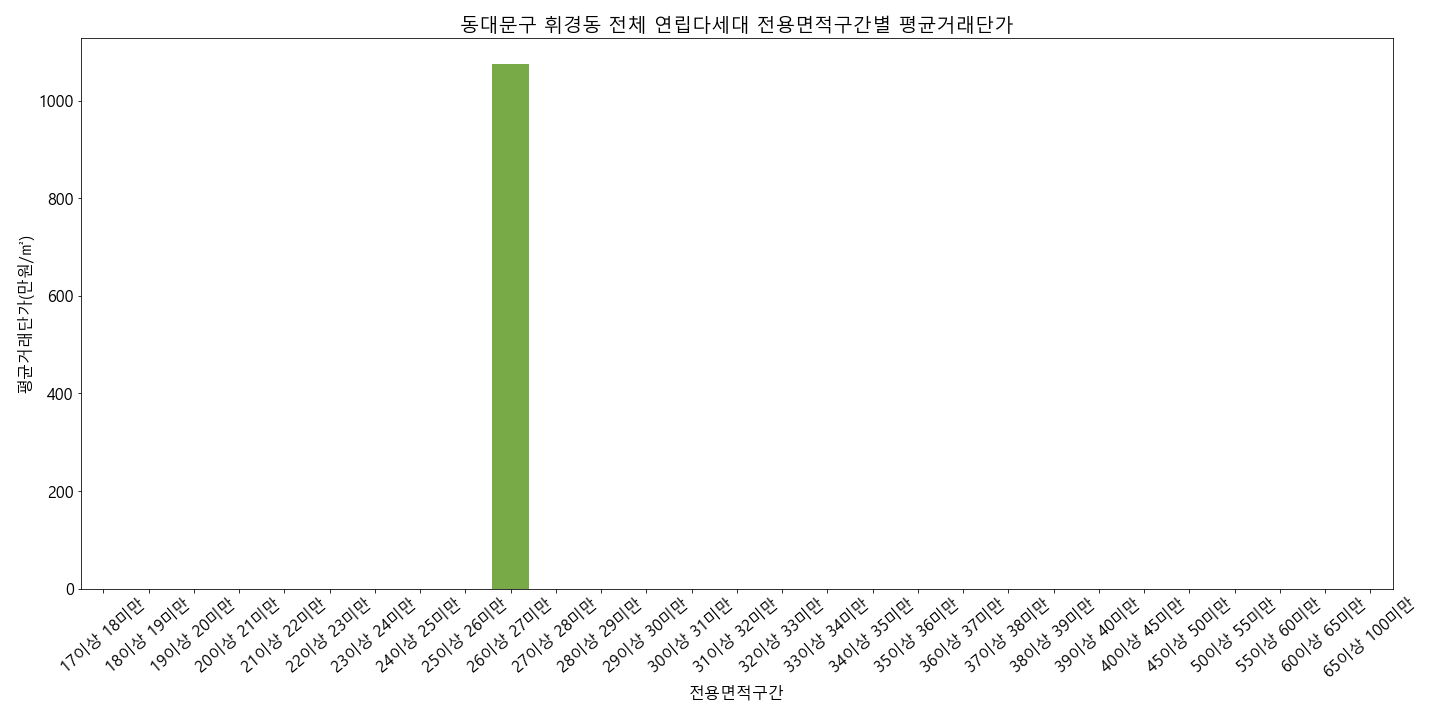 동대문구 휘경동 전체 연립다세대 전용면적구간별 평균거래단가
평균거래단가(만원/㎡)
1000
800
600
400
200
0
17이상 18미만
18이상 19미만
19이상 20미만
20이상 21미만
21이상 22미만
22이상 23미만
23이상 24미만
24이상 25미만
25이상 26미만
26이상 27미만
27이상 28미만
28이상 29미만
29이상 30미만
30이상 31미만
31이상 32미만
32이상 33미만
33이상 34미만
34이상 35미만
35이상 36미만
36이상 37미만
37이상 38미만
38이상 39미만
39이상 40미만
40이상 45미만
45이상 50미만
50이상 55미만
55이상 60미만
60이상 65미만
65이상 100미만
전용면적구간